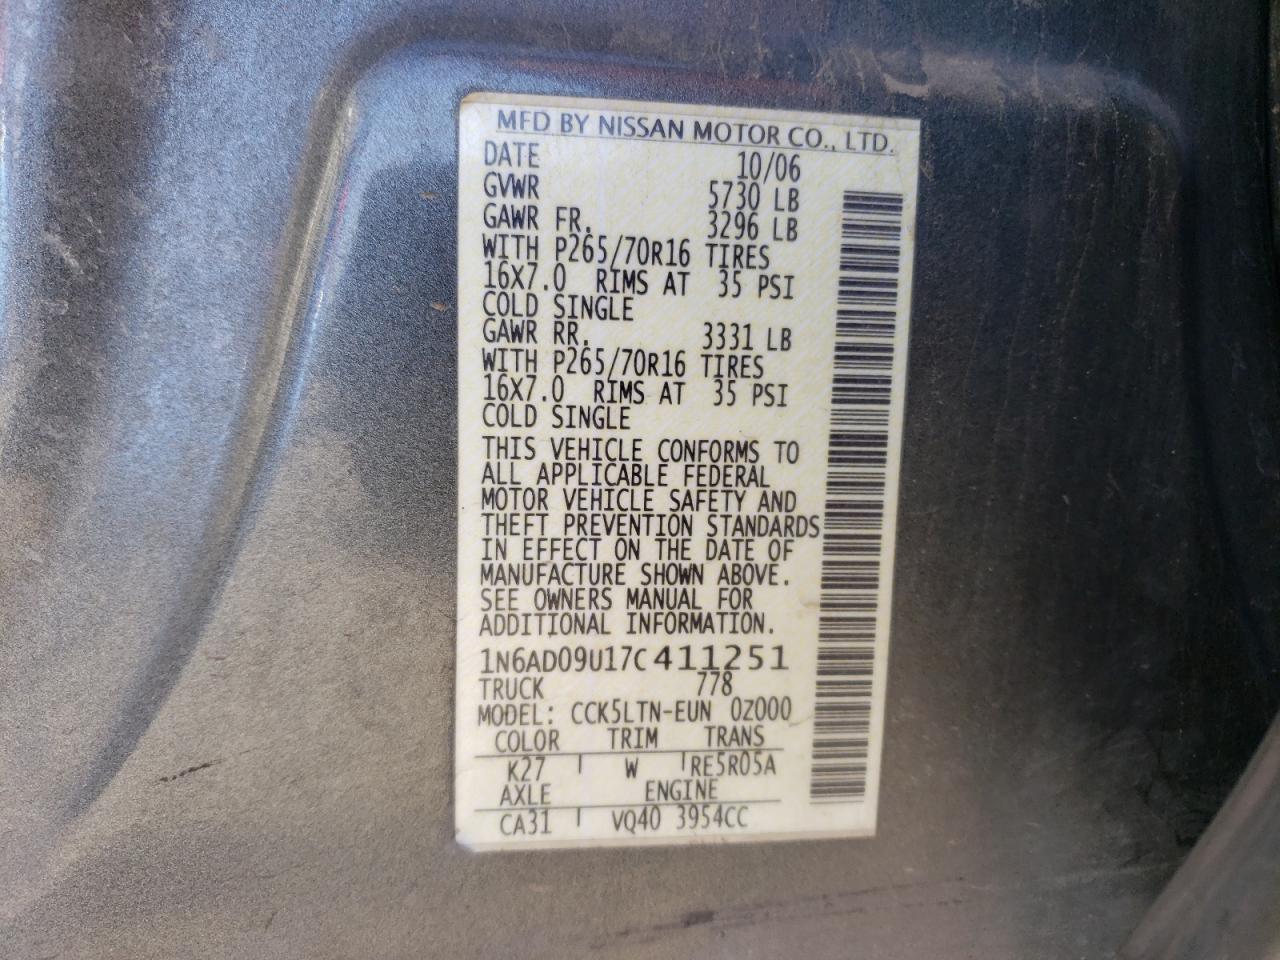 MFD BY NISSAN MOTOR CO., LTD.
DATE 10/06
GVWR 5730 LB
GAWR FR. 3296 LB
WITH P265/70R16 TIRES
16X7.0 RIMS AT 35 PSI
COLD SINGLE
GAWR RR. 3331 LB
WITH P265/70R16 TIRES
16X7.0 RIMS AT 35 PSI
COLD SINGLE
THIS VEHICLE CONFORMS TO
ALL APPLICABLE FEDERAL
MOTOR VEHICLE SAFETY AND
THEFT PREVENTION STANDARDS
IN EFFECT ON THE DATE OF
MANUFACTURE SHOWN ABOVE.
SEE OWNERS MANUAL FOR
ADDITIONAL INFORMATION.
1N6AD09U17C411251
TRUCK 778
MODEL: CCK5LTN-EUN 0Z000
COLOR TRIM TRANS
K27 W RE5R05A
AXLE ENGINE
CA31 VQ40 3954CC